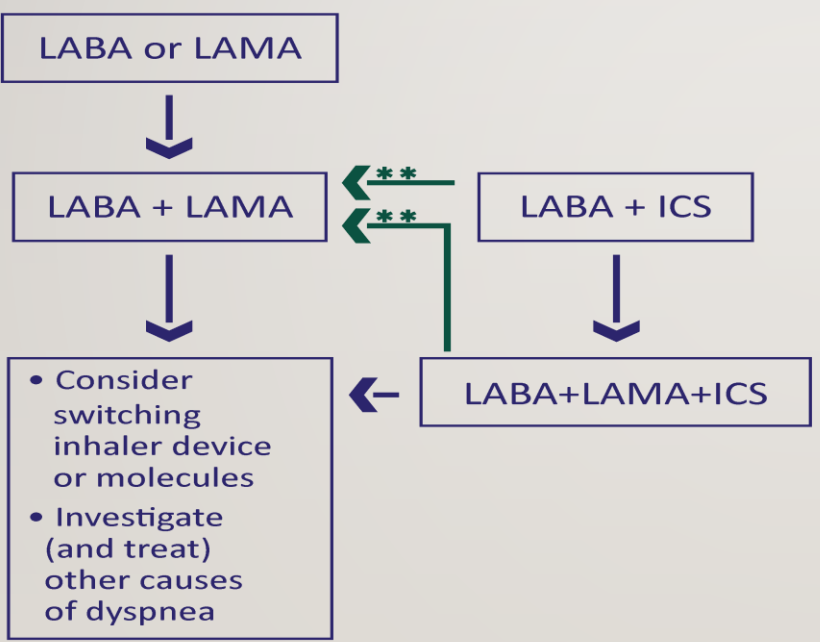 LABA or LAMA
**
LABA + LAMA
LABA + ICS
**
• Consider
switching
inhaler device
or molecules
• Investigate
(and treat)
other causes
of dyspnea
LABA+LAMA+ICS